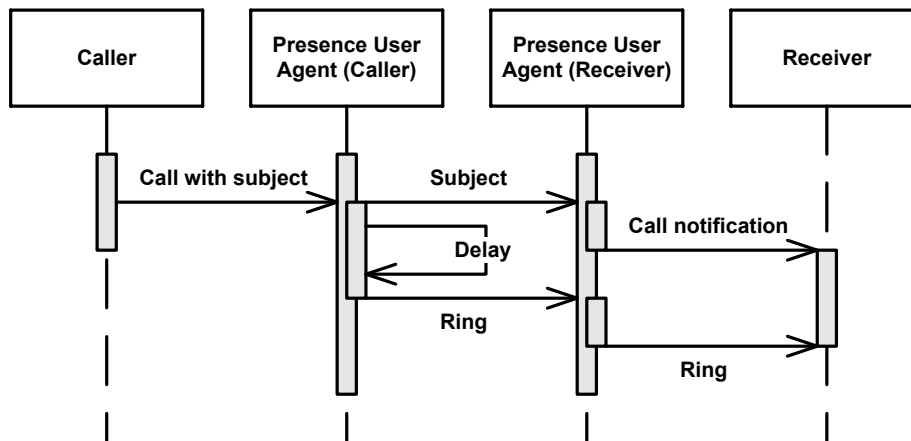 Caller
Presence User
Agent (Caller)
Presence User
Agent (Receiver)
Receiver
Call with subject
Subject
Call notification
Delay
Ring
Ring